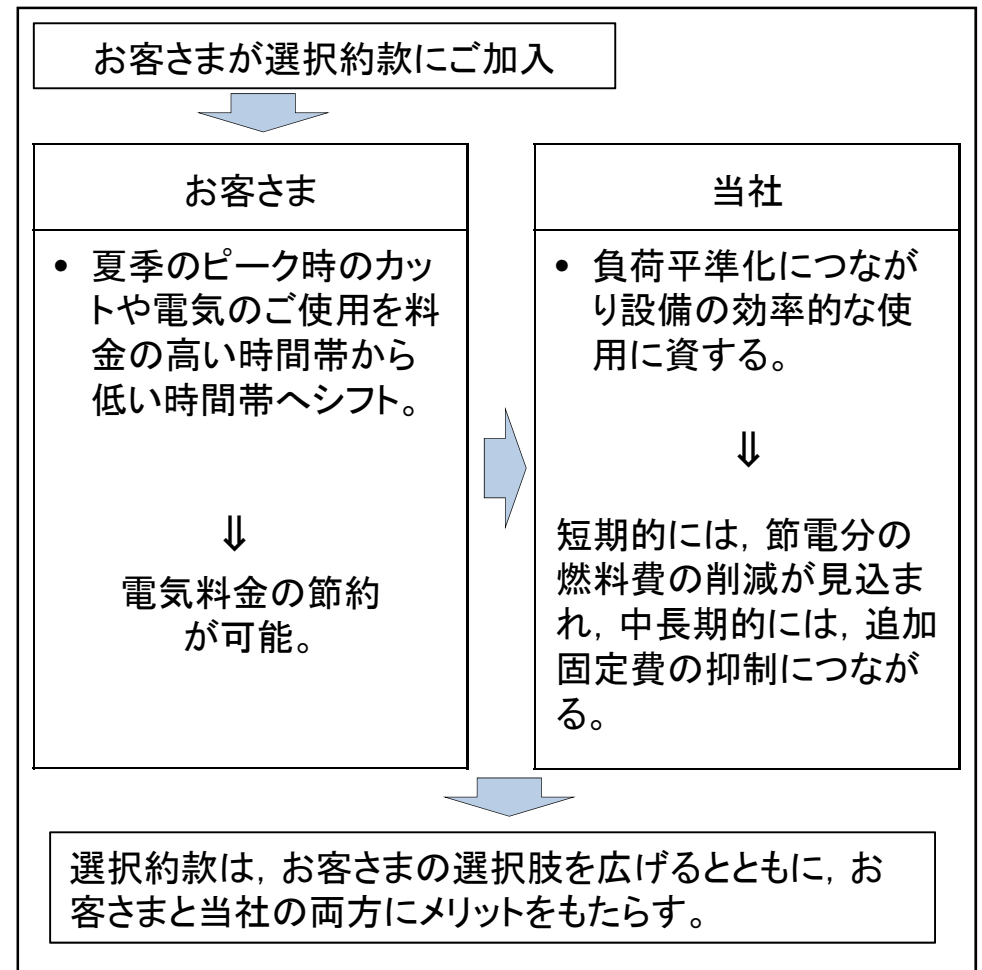 お客さまが選択約款にご加入
お客さま
• 夏季のピーク時のカッ
トや電気のご使用を料
金の高い時間帯から
低い時間帯へシフト。
⇓
電気料金の節約
が可能。
当社
• 負荷平準化につなが
り設備の効率的な使
用に資する。
⇓
短期的には，節電分の
燃料費の削減が見込ま
れ，中長期的には，追加
固定費の抑制につなが
る。
選択約款は，お客さまの選択肢を広げるとともに，お
客さまと当社の両方にメリットをもたらす。